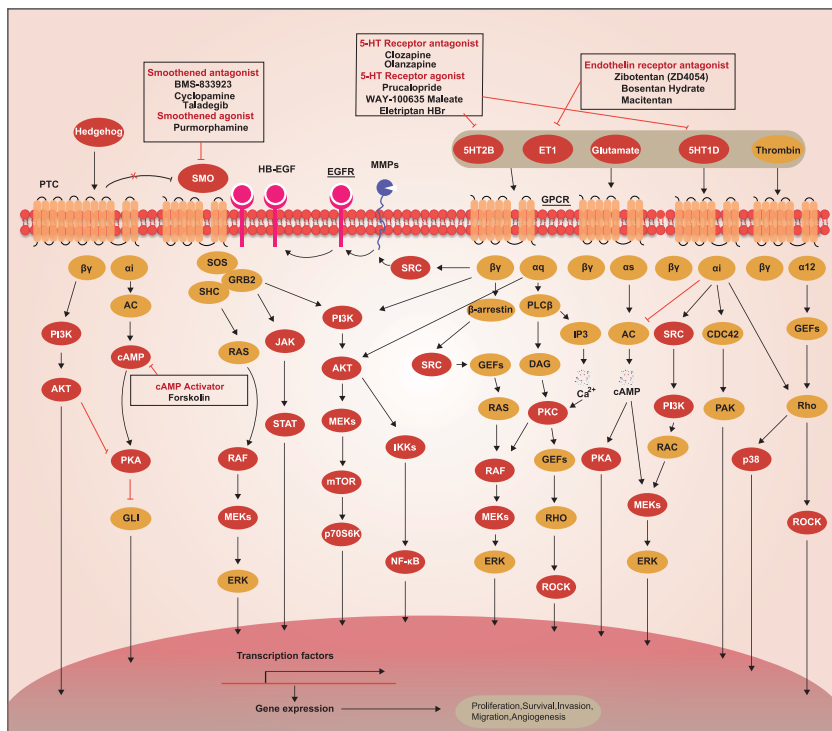 5-HT Receptor antagonist
Clozapine
Olanzapine
5-HT Receptor agonist
Prucalopride
WAY-100635 Maleate
Eletriptan HBr
Smoothened antagonist
BMS-833923
Cyclopamine
Taladegib
Smoothened agonist
Purmorphamine
Endothelin receptor antagonist
Zibotentan (ZD4054)
Bosentan Hydrate
Macitentan
Hedgehog
5HT2B
ET1
Glutamate
5HT1D
Thrombin
PTC
SMO
HB-EGF
EGFR
MMPs
GPCR
βγ
αi
SOS
SHC
GRB2
SRC
βγ
αq
βγ
αs
βγ
αi
βγ
α12
AC
PI3K
cAMP
AKT
cAMP Activator
Forskolin
PKA
GLI
RAS
JAK
STAT
RAF
MEKs
ERK
PI3K
AKT
MEKs
mTOR
p70S6K
IKKs
NF-κB
β-arrestin
SRC
GEFs
RAS
RAF
MEKs
ERK
PLCβ
DAG
IP3
Ca2+
PKC
GEFs
RHO
ROCK
AC
cAMP
PKA
MEKs
ERK
SRC
PI3K
RAC
CDC42
PAK
GEFs
Rho
p38
ROCK
Transcription factors
Gene expression
Proliferation,Survival,Invasion,
Migration,Angiogenesis